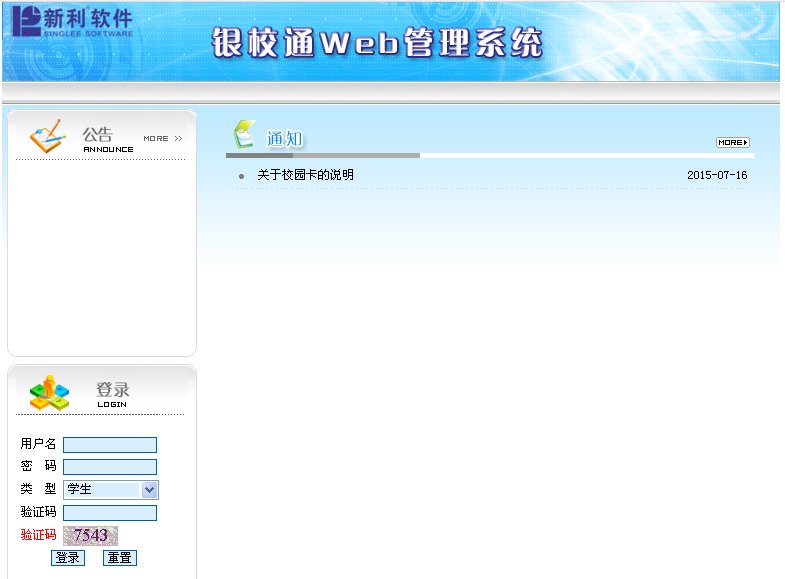 新利软件
SINGLEE SOFTWARE
银校通Web管理系统
公告
MORE >>
ANNOUNCE
通知
MORE
关于校园卡的说明 2015-07-16
登录
LOGIN
用户名
密 码
类 型 学生
验证码
验证码 7543
登录 重置